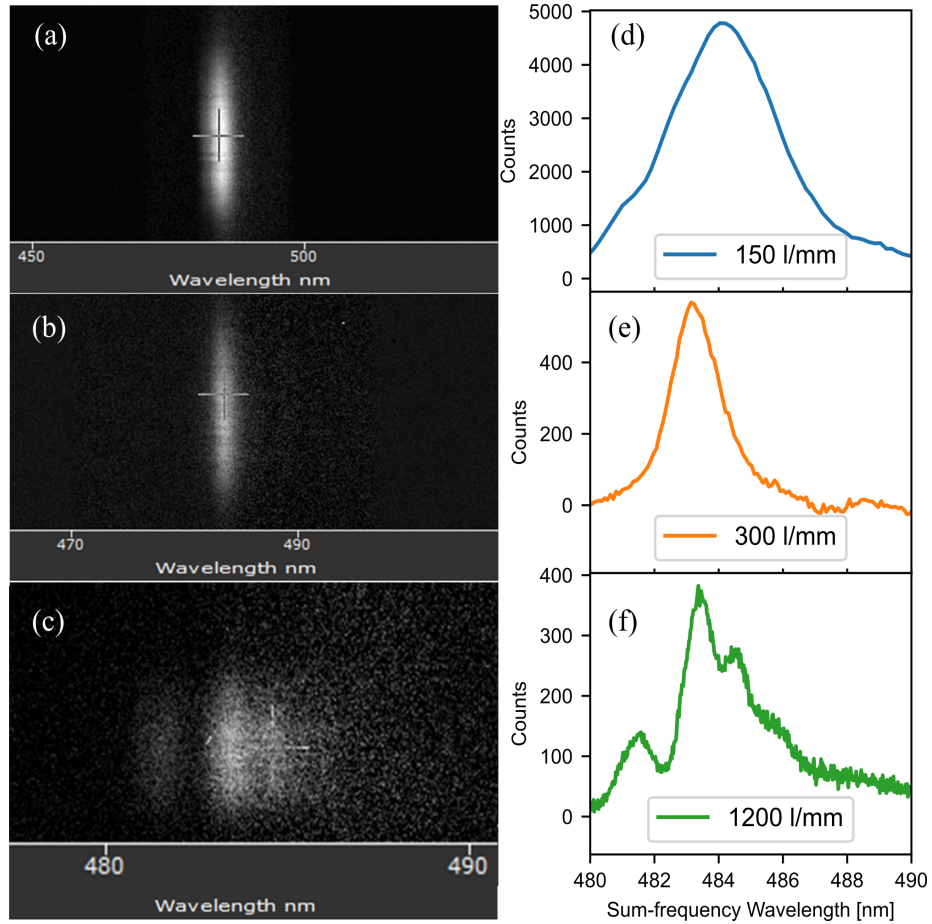 (a)
450 500
Wavelength nm
(b)
470 490
Wavelength nm
(c)
480 490
Wavelength nm
(d)
5000
4000
3000
2000
1000
0
Counts
150 l/mm
(e)
400
200
0
Counts
300 l/mm
(f)
400
300
200
100
0
Counts
1200 l/mm
480 482 484 486 488 490
Sum-frequency Wavelength [nm]